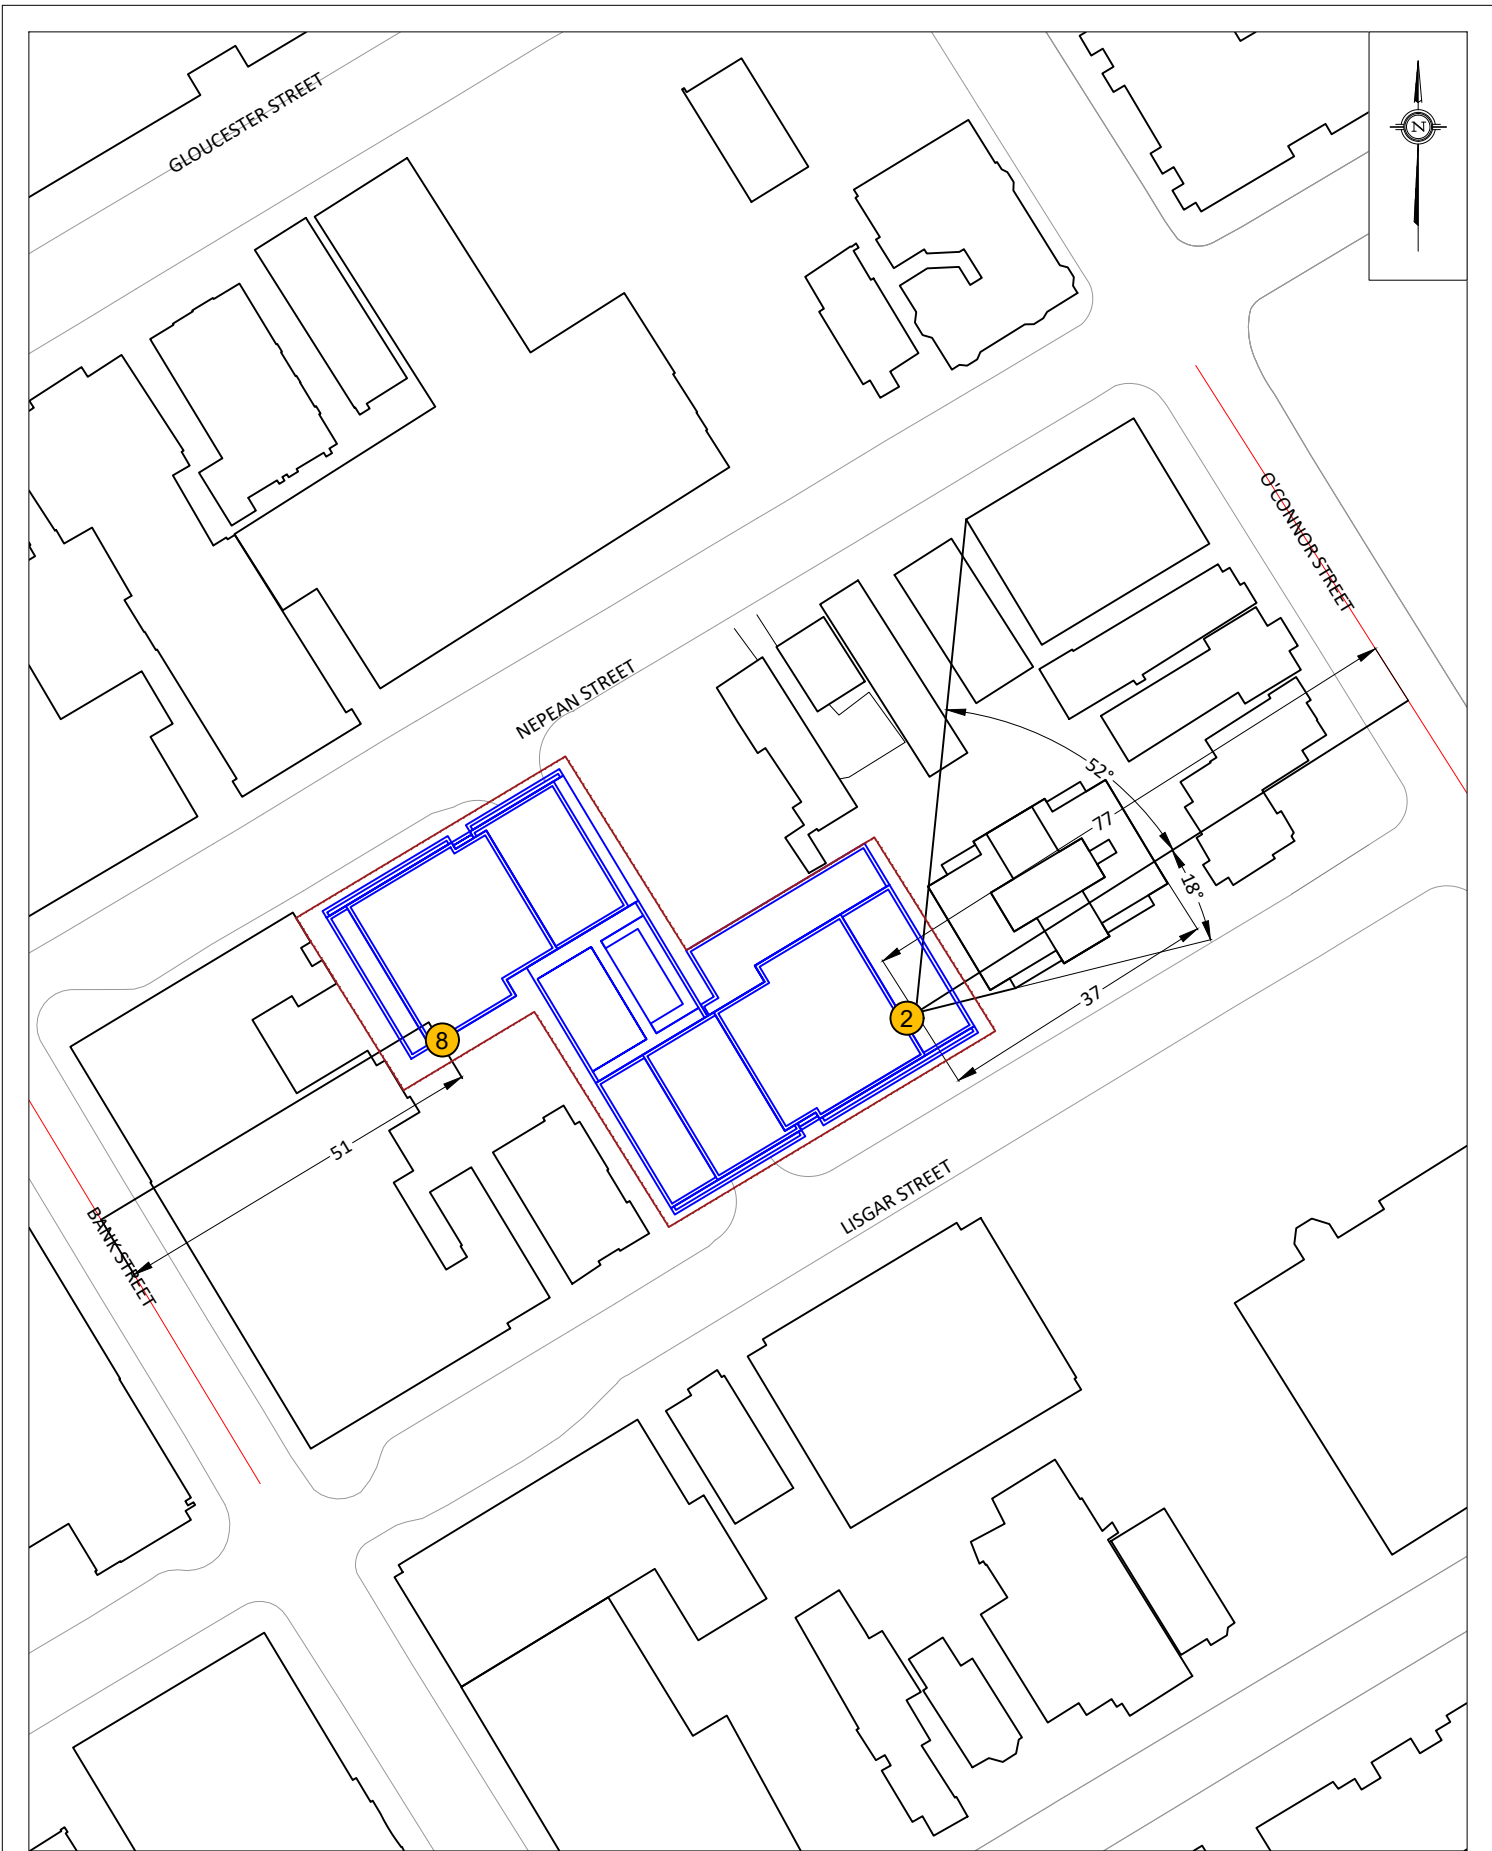 GLOUCESTER STREET
N
O'CONNOR STREET
NEPEAN STREET
52°
77
18°
37
2
8
51
LISGAR STREET
BANK STREET